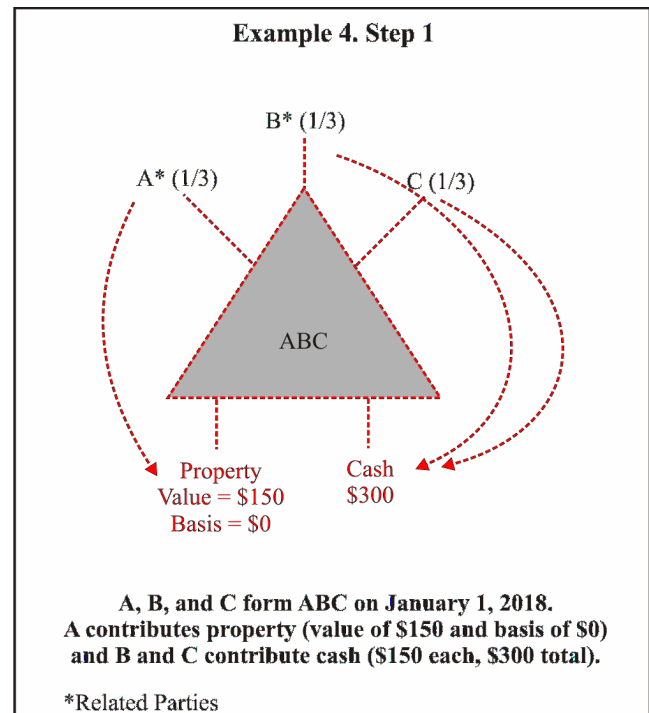 Example 4. Step 1
B* (1/3)
A* (1/3)
C (1/3)
ABC
Property
Value = $150
Basis = $0
Cash
$300
A, B, and C form ABC on January 1, 2018.
A contributes property (value of $150 and basis of $0)
and B and C contribute cash ($150 each, $300 total).
*Related Parties